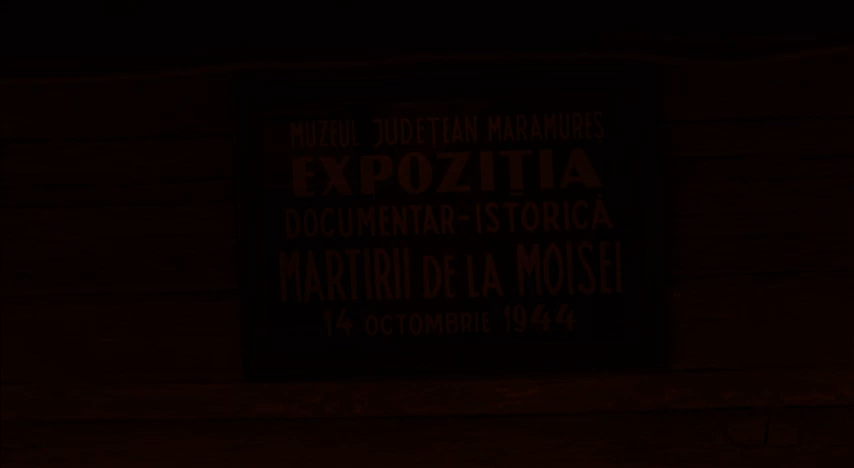 MUZEUL JUDEȚEAN MARAMUREȘ
EXPOZIȚIA
DOCUMENTAR-ISTORICĂ
MARTIRII DE LA MOISEI
14 OCTOMBRIE 1944